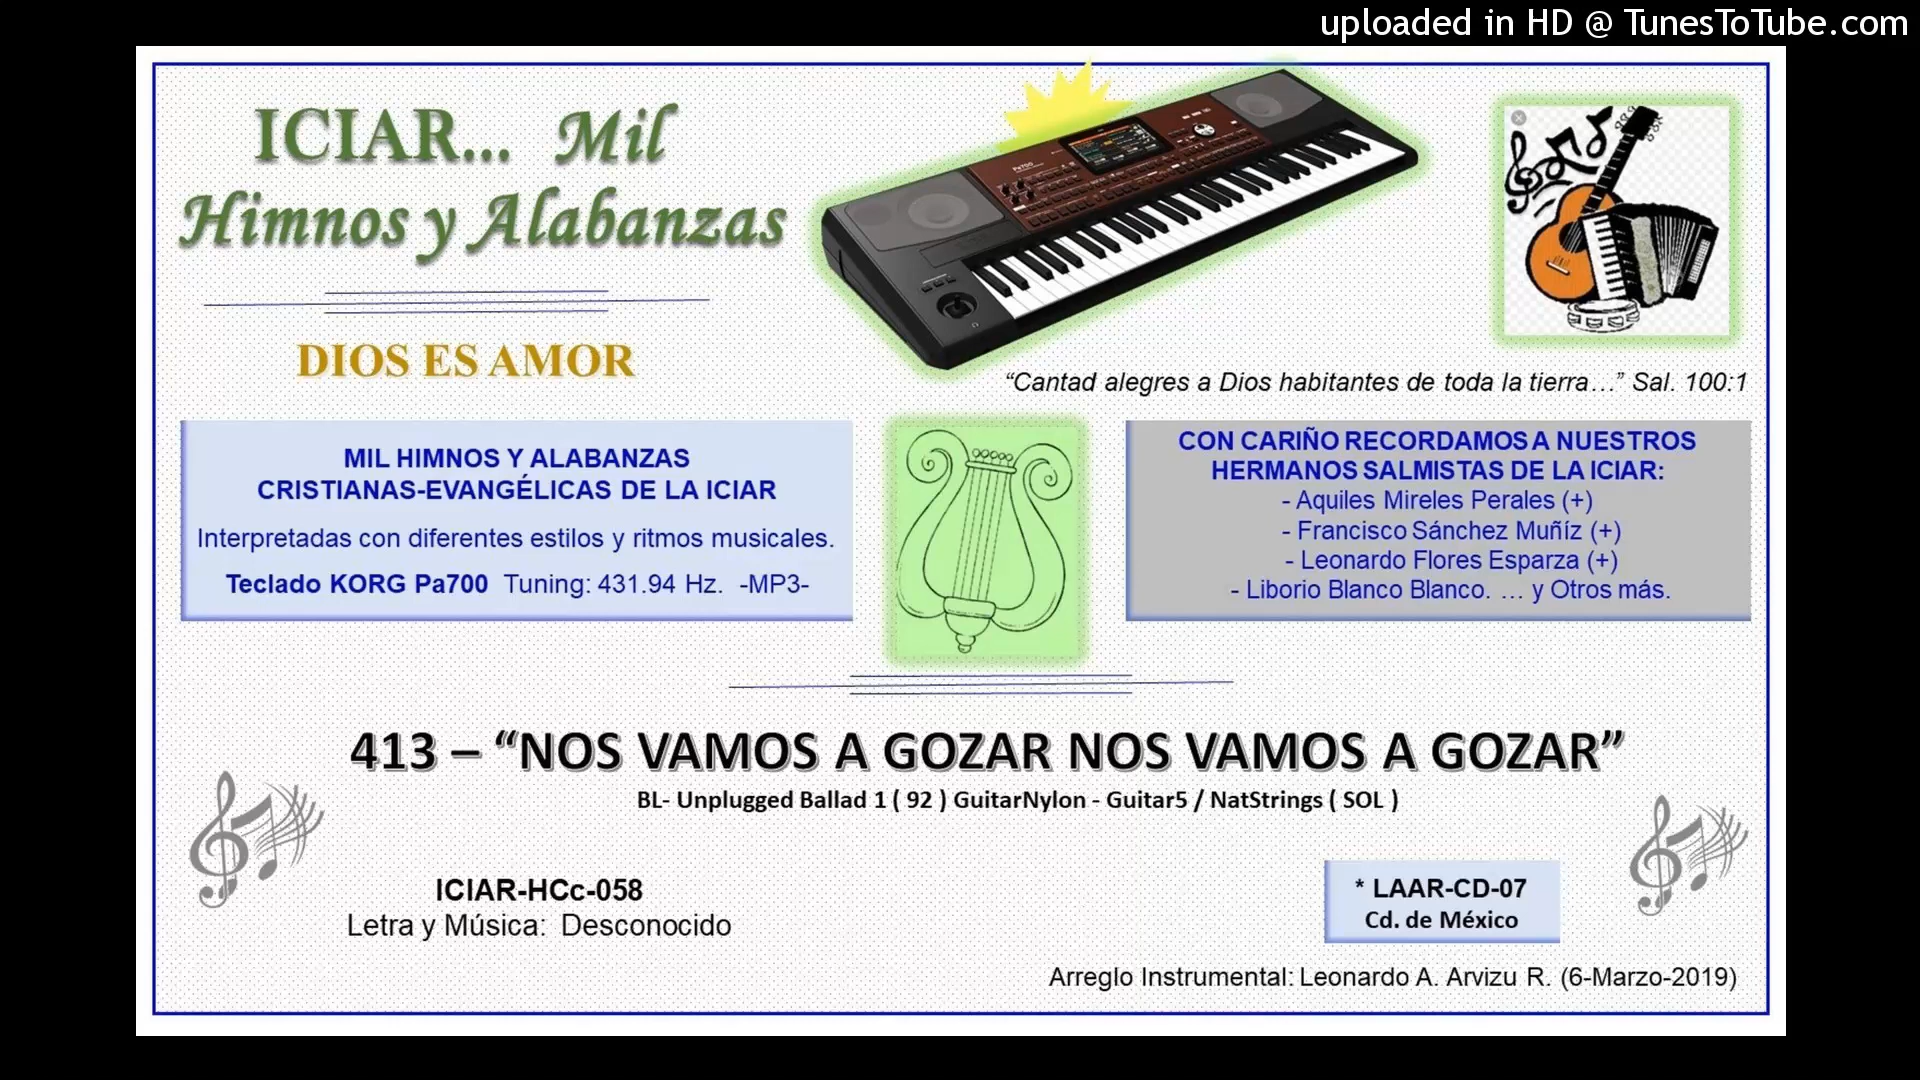 uploaded in HD @ TunesToTube.com
ICIAR... Mil
Himnos y Alabanzas
DIOS ES AMOR
Pa700
“Cantad alegres a Dios habitantes de toda la tierra…” Sal. 100:1
MIL HIMNOS Y ALABANZAS
CRISTIANAS-EVANGÉLICAS DE LA ICIAR
Interpretadas con diferentes estilos y ritmos musicales.
Teclado KORG Pa700 Tuning: 431.94 Hz. -MP3-
CON CARIÑO RECORDAMOS A NUESTROS
HERMANOS SALMISTAS DE LA ICIAR:
- Aquiles Mireles Perales (+)
- Francisco Sánchez Muñíz (+)
- Leonardo Flores Esparza (+)
- Liborio Blanco Blanco. … y Otros más.
413 – “NOS VAMOS A GOZAR NOS VAMOS A GOZAR”
BL- Unplugged Ballad 1 ( 92 ) GuitarNylon - Guitar5 / NatStrings ( SOL )
ICIAR-HCc-058
Letra y Música: Desconocido
* LAAR-CD-07
Cd. de México
Arreglo Instrumental: Leonardo A. Arvizu R. (6-Marzo-2019)